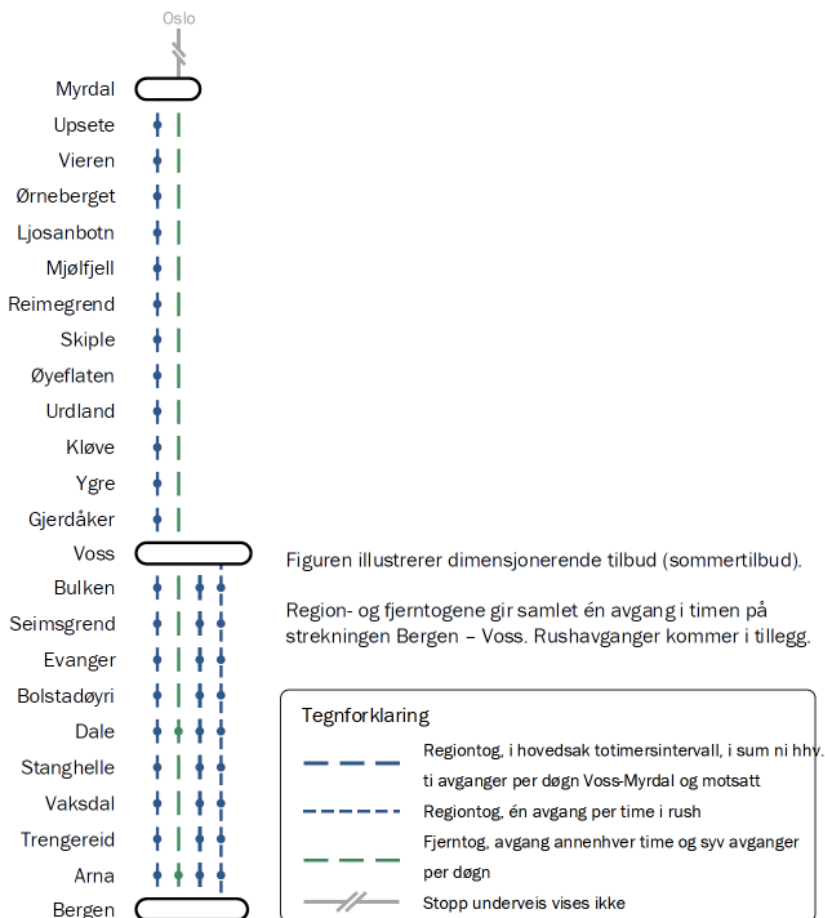 Oslo
Myrdal
Upsete
Vieren
Ørneberget
Ljosanbotn
Mjølfjell
Reimegrend
Skiple
Øyeflaten
Urdland
Kløve
Ygre
Gjerdåker
Voss
Bulken
Seimsgrend
Evanger
Bolstadøyri
Dale
Stanghelle
Vaksdal
Trengereid
Arna
Bergen
Figuren illustrerer dimensjonerende tilbud (sommertilbud).
Region- og fjerntogene gir samlet én avgang i timen på
strekningen Bergen – Voss. Rushavganger kommer i tillegg.
Tegnforklaring
Regiontog, i hovedsak totimersintervall, i sum ni hhv.
ti avganger per døgn Voss-Myrdal og motsatt
Regiontog, én avgang per time i rush
Fjerntog, avgang annenhver time og syv avganger
per døgn
Stopp underveis vises ikke